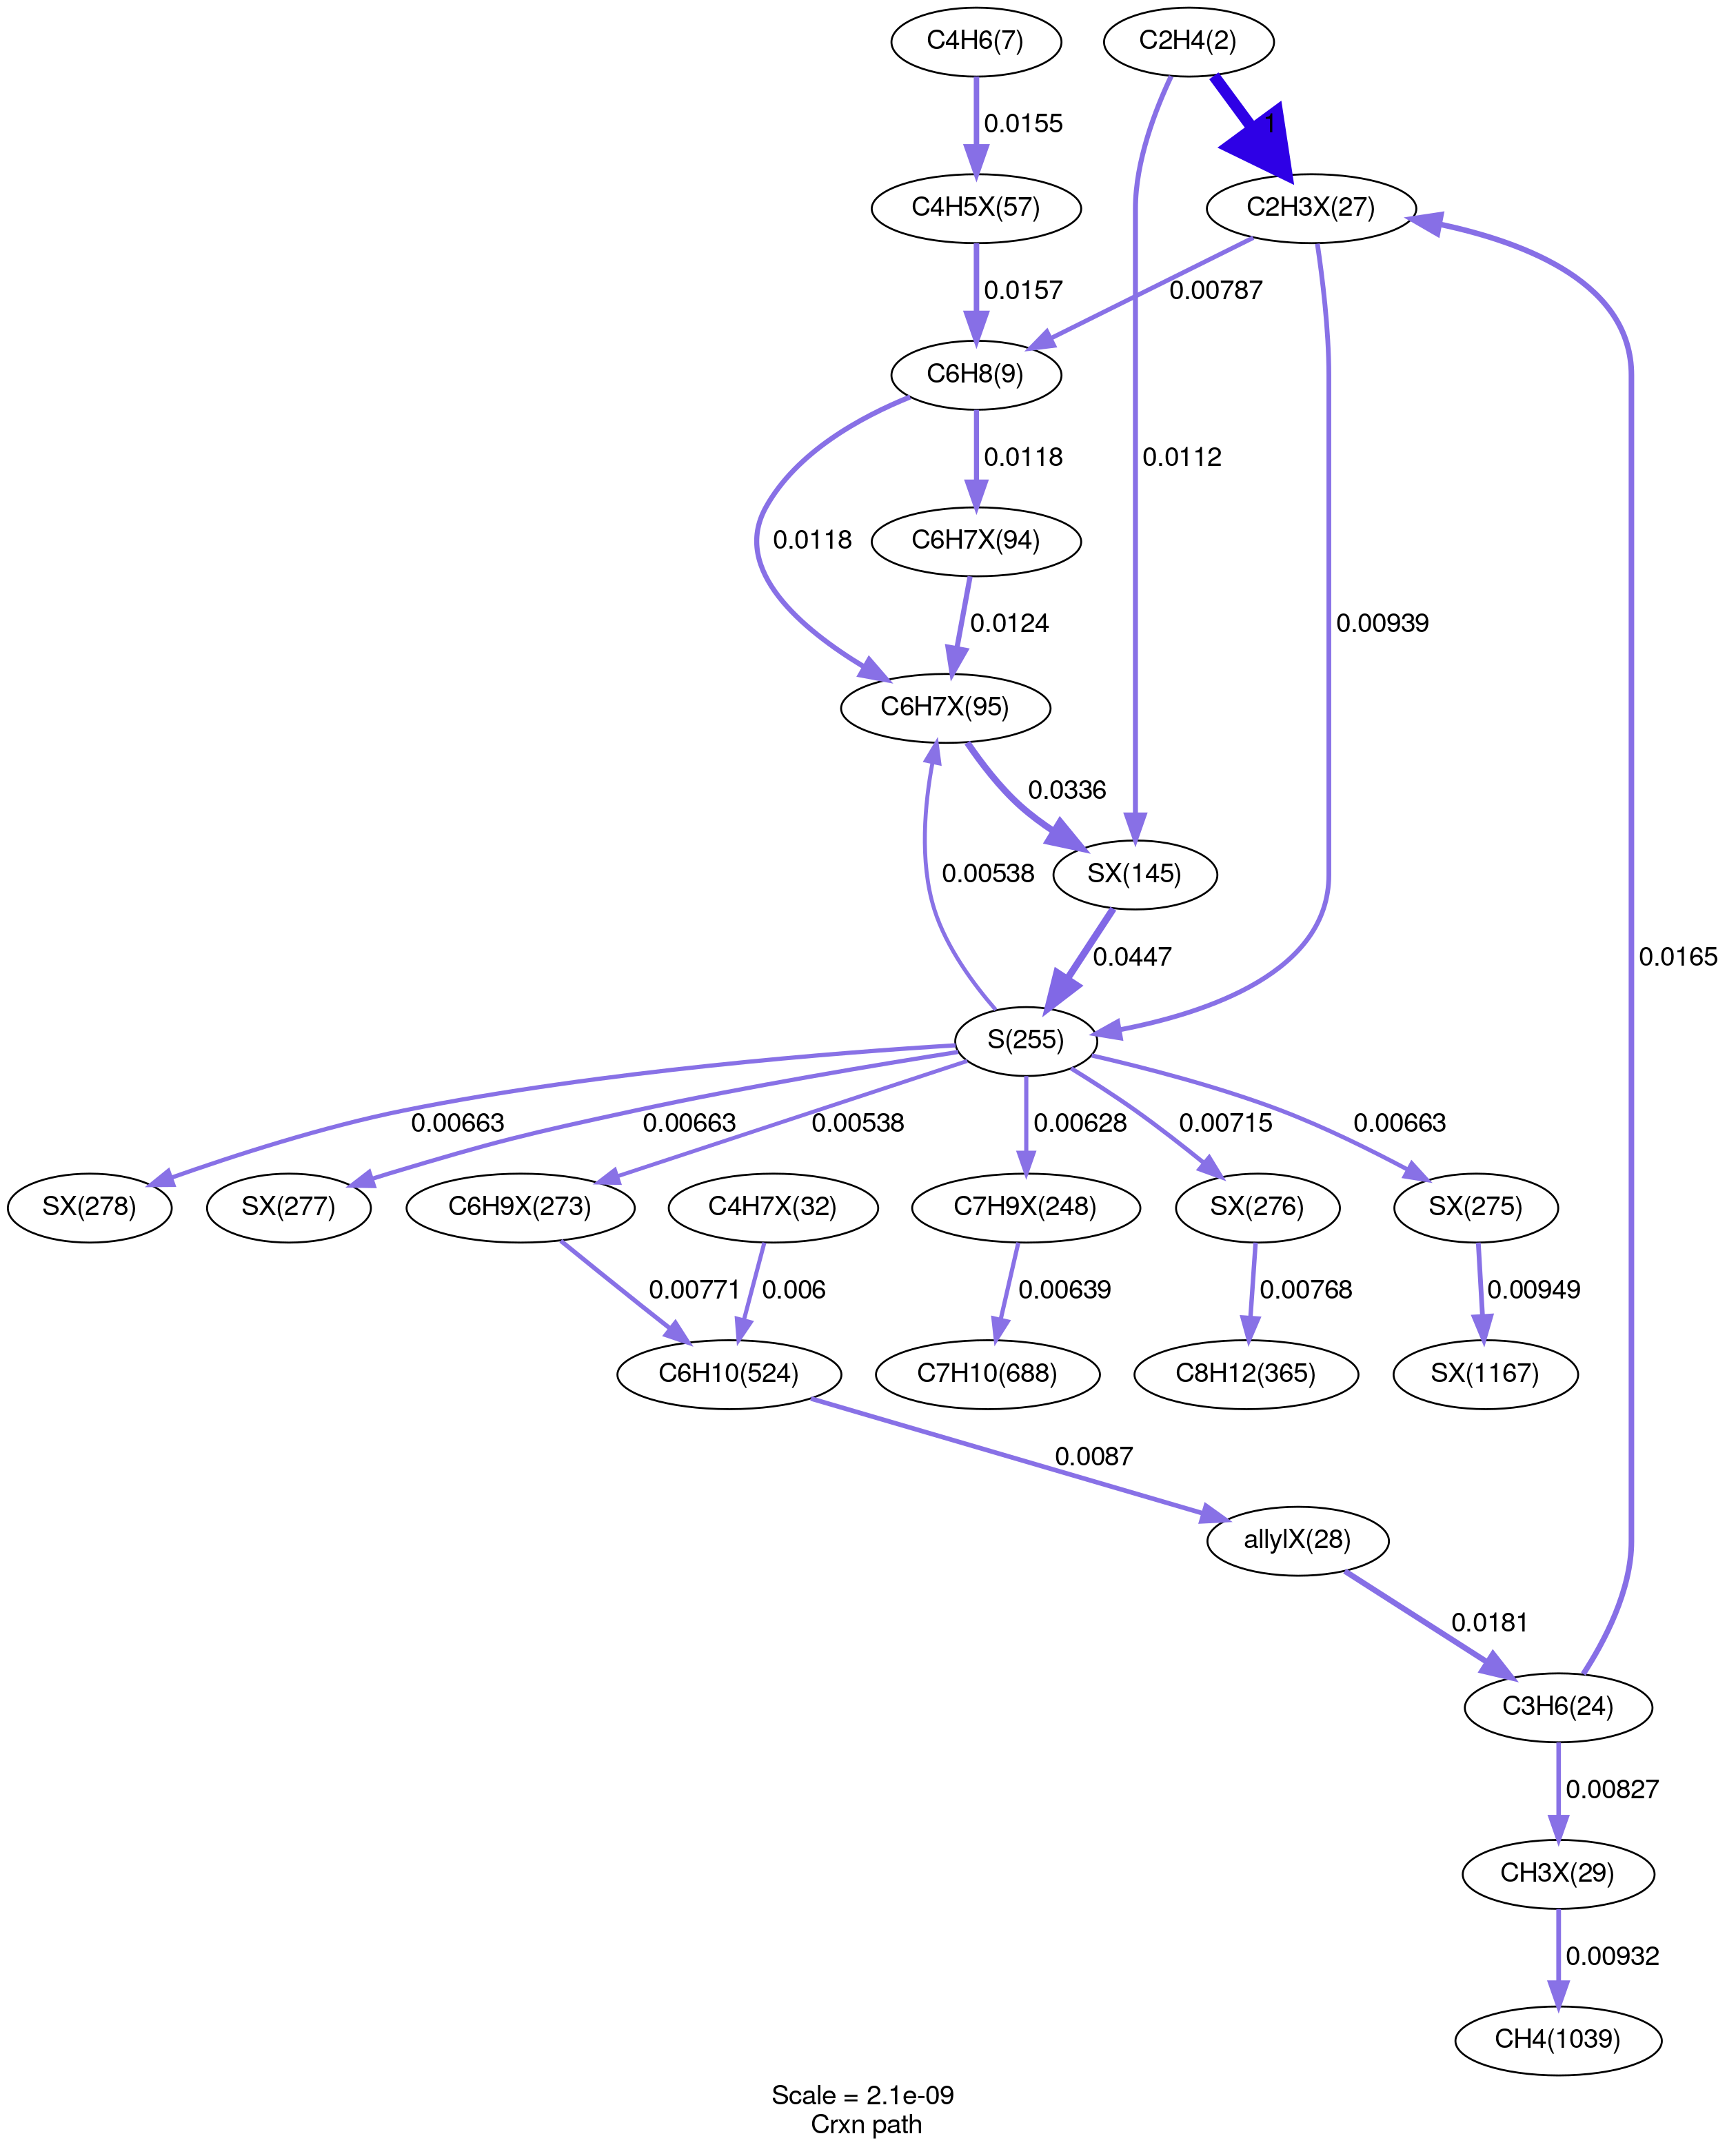 C4H6(7)
C2H4(2)
0.0155
1
C4H5X(57)
C2H3X(27)
0.0157
0.00787
C6H8(9)
0.0118
0.0112
0.0118
C6H7X(94)
0.0124
0.00939
C6H7X(95)
0.0336
0.00538
SX(145)
0.0447
0.0165
S(255)
0.00663
0.00663
0.00538
0.00628
0.00715
0.00663
SX(278)
SX(277)
C6H9X(273)
C4H7X(32)
C7H9X(248)
SX(276)
SX(275)
0.00771
0.006
0.00639
0.00768
0.00949
C6H10(524)
C7H10(688)
C8H12(365)
SX(1167)
0.0087
allylX(28)
0.0181
C3H6(24)
0.00827
CH3X(29)
0.00932
CH4(1039)
Scale = 2.1e-09
Crxn path